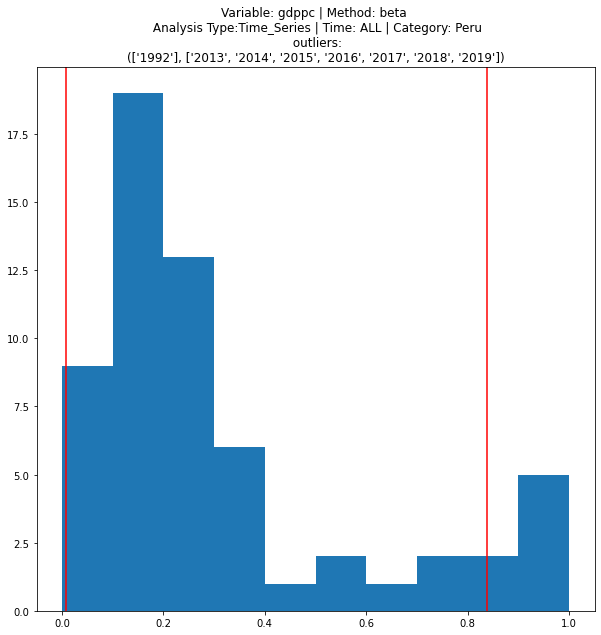 Variable: gdppc | Method: beta
Analysis Type:Time_Series | Time: ALL | Category: Peru
outliers:
(['1992'], ['2013', '2014', '2015', '2016', '2017', '2018', '2019'])
17.5
15.0
12.5
10.0
7.5
5.0
2.5
0.0
0.0 0.2 0.4 0.6 0.8 1.0